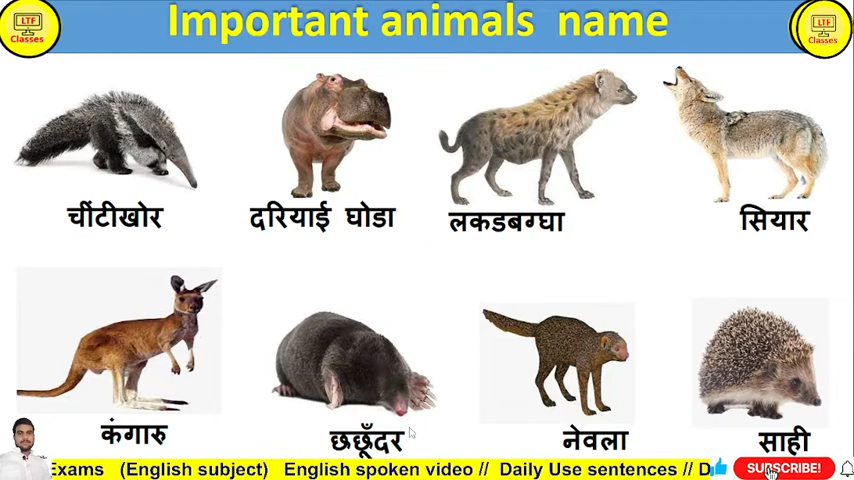 Important animals name
LTF
Classes
LTF
Classes
चींटीखोर
दरियाई घोडा
लकडबग्घा
सियार
कंगारु
छछूँदर
नेवला
साही
Exams (English subject) English spoken video // Daily Use sentences // D
SUBSCRIBE!